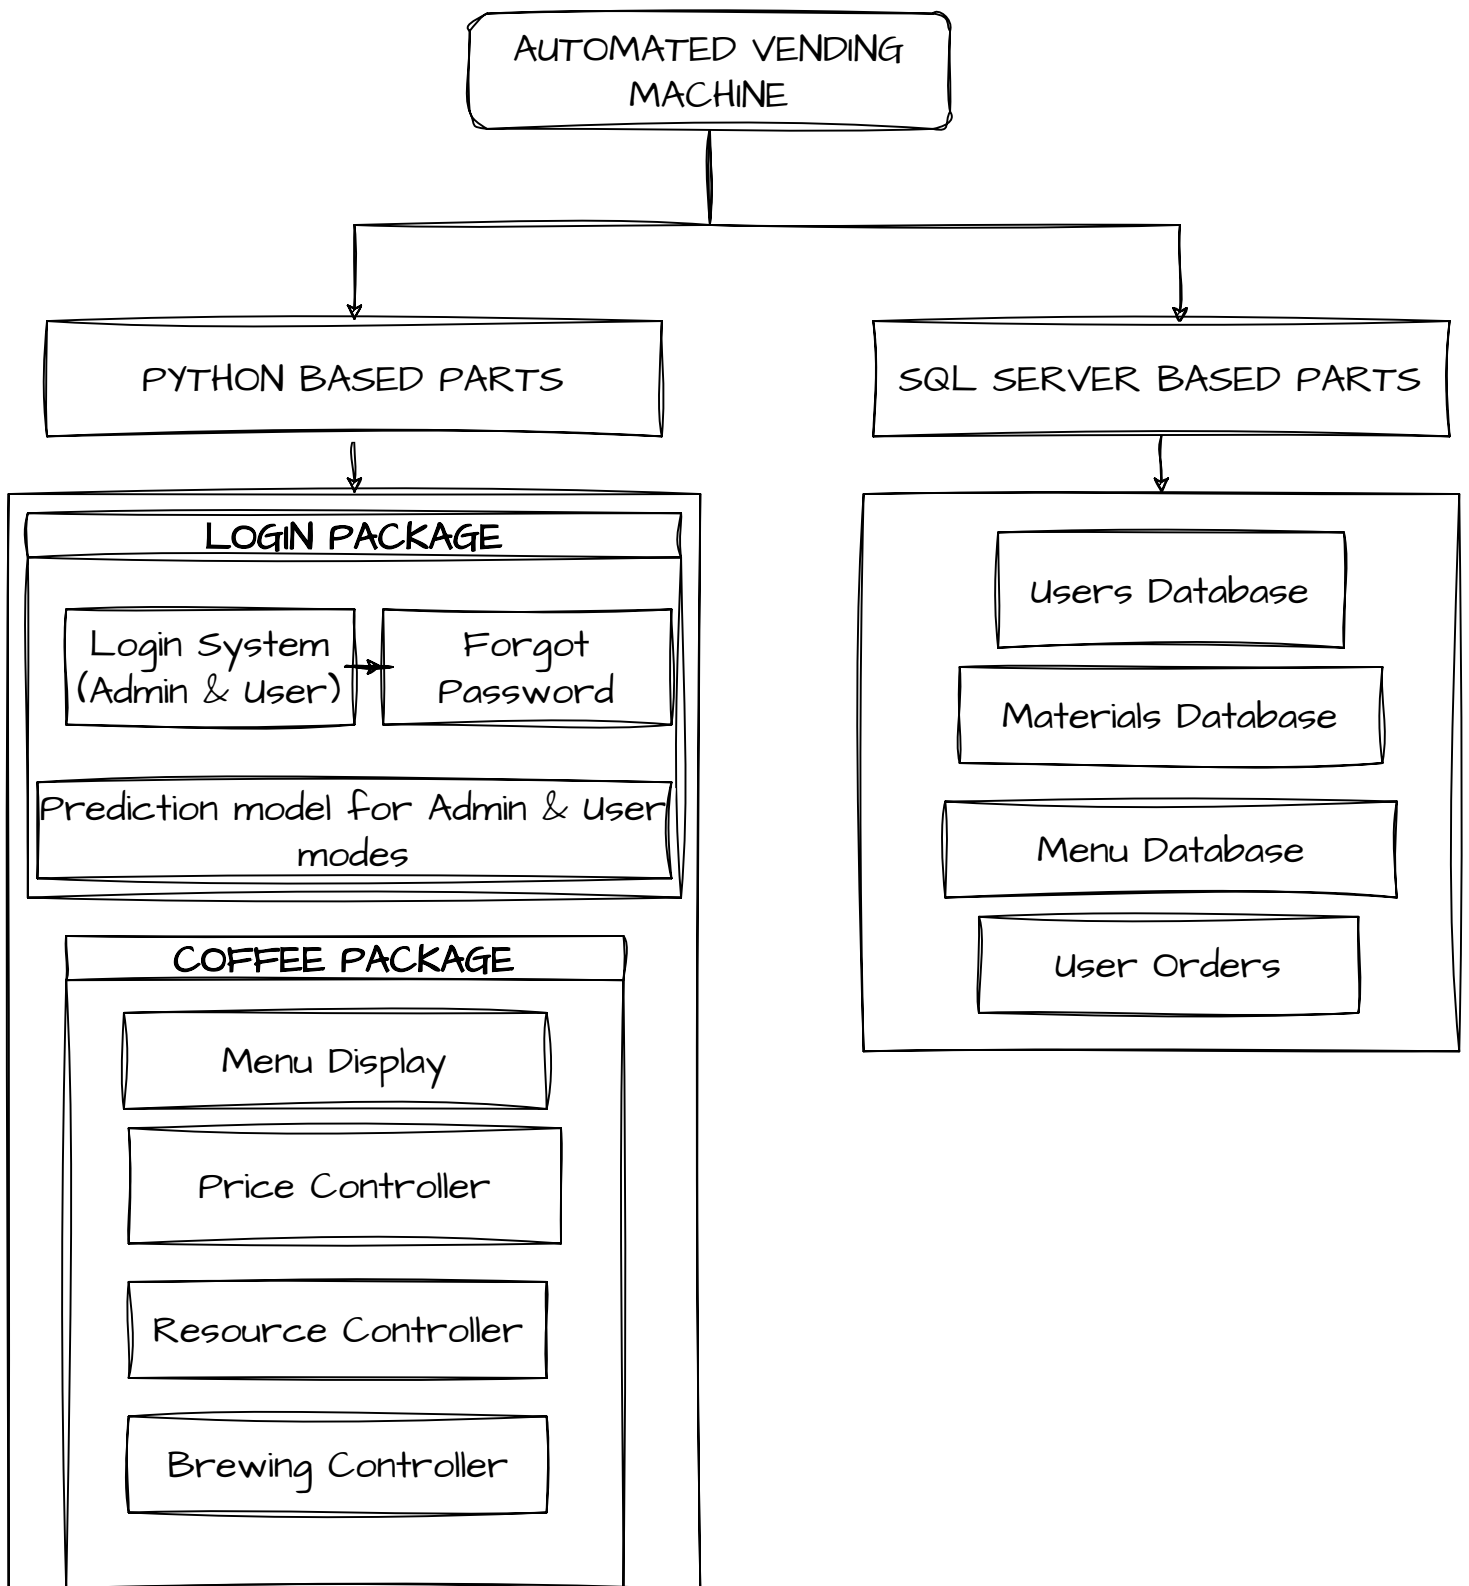 AUTOMATED VENDING
MACHINE
PYTHON BASED PARTS
SQL SERVER BASED PARTS
LOGIN PACKAGE
Login System
(Admin & User)
Forgot
Password
Prediction model for Admin & User
modes
COFFEE PACKAGE
Menu Display
Price Controller
Resource Controller
Brewing Controller
Users Database
Materials Database
Menu Database
User Orders